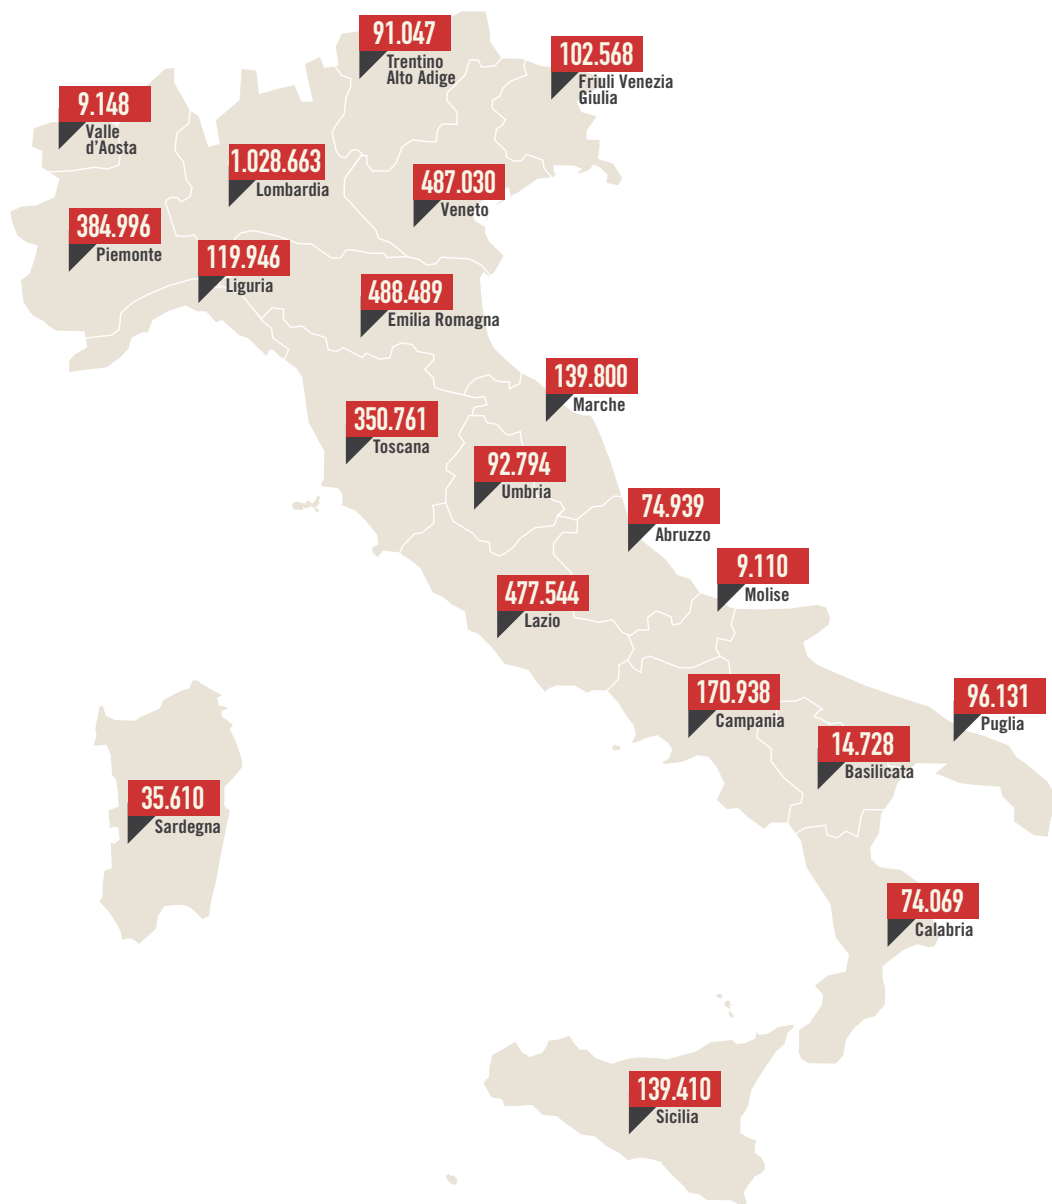 91.047
Trentino
Alto Adige
102.568
Friuli Venezia
Giulia
9.148
Valle
d'Aosta
1.028.663
Lombardia
487.030
Veneto
384.996
Piemonte
119.946
Liguria
488.489
Emilia Romagna
139.800
Marche
350.761
Toscana
92.794
Umbria
74.939
Abruzzo
9.110
Molise
477.544
Lazio
170.938
Campania
96.131
Puglia
14.728
Basilicata
35.610
Sardegna
74.069
Calabria
139.410
Sicilia